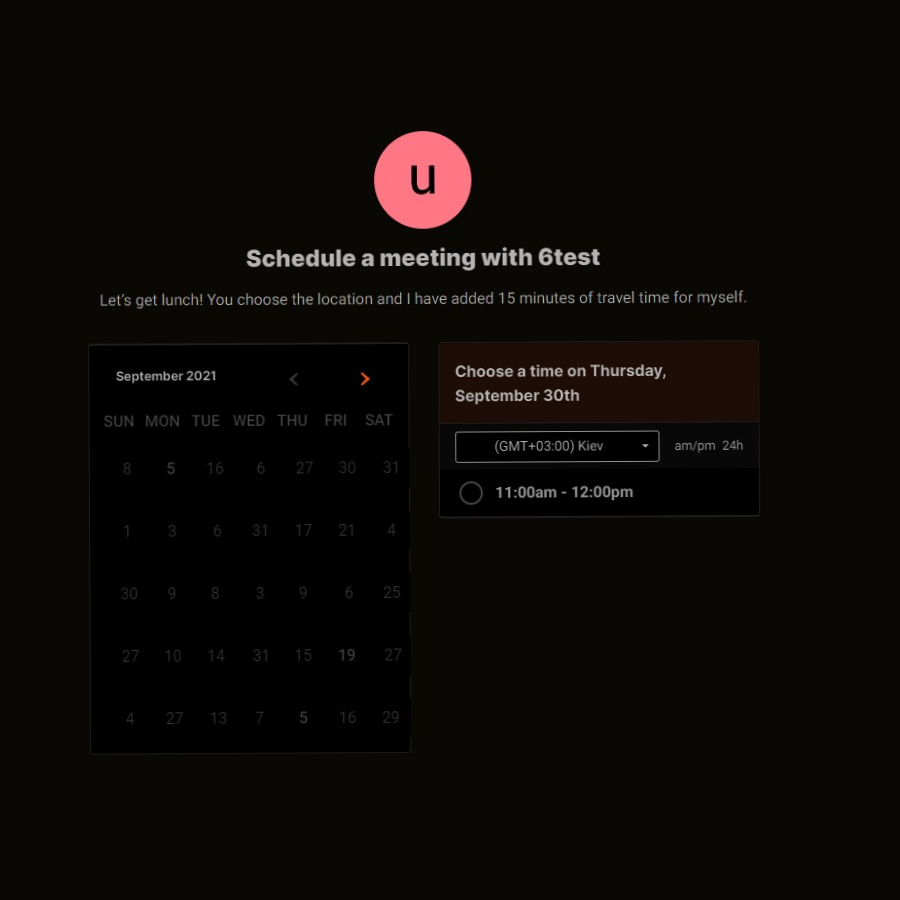 u
Schedule a meeting with 6test
Let's get lunch! You choose the location and I have added 15 minutes of travel time for myself.
September 2021
SUN MON TUE WED THU FRI SAT
8 5 16 6 27 30 31
1 3 6 31 17 21 4
30 9 8 3 9 6 25
27 10 14 31 15 19 27
4 27 13 7 5 16 29
Choose a time on Thursday,
September 30th
(GMT+03:00) Kiev
am/pm 24h
11:00am - 12:00pm